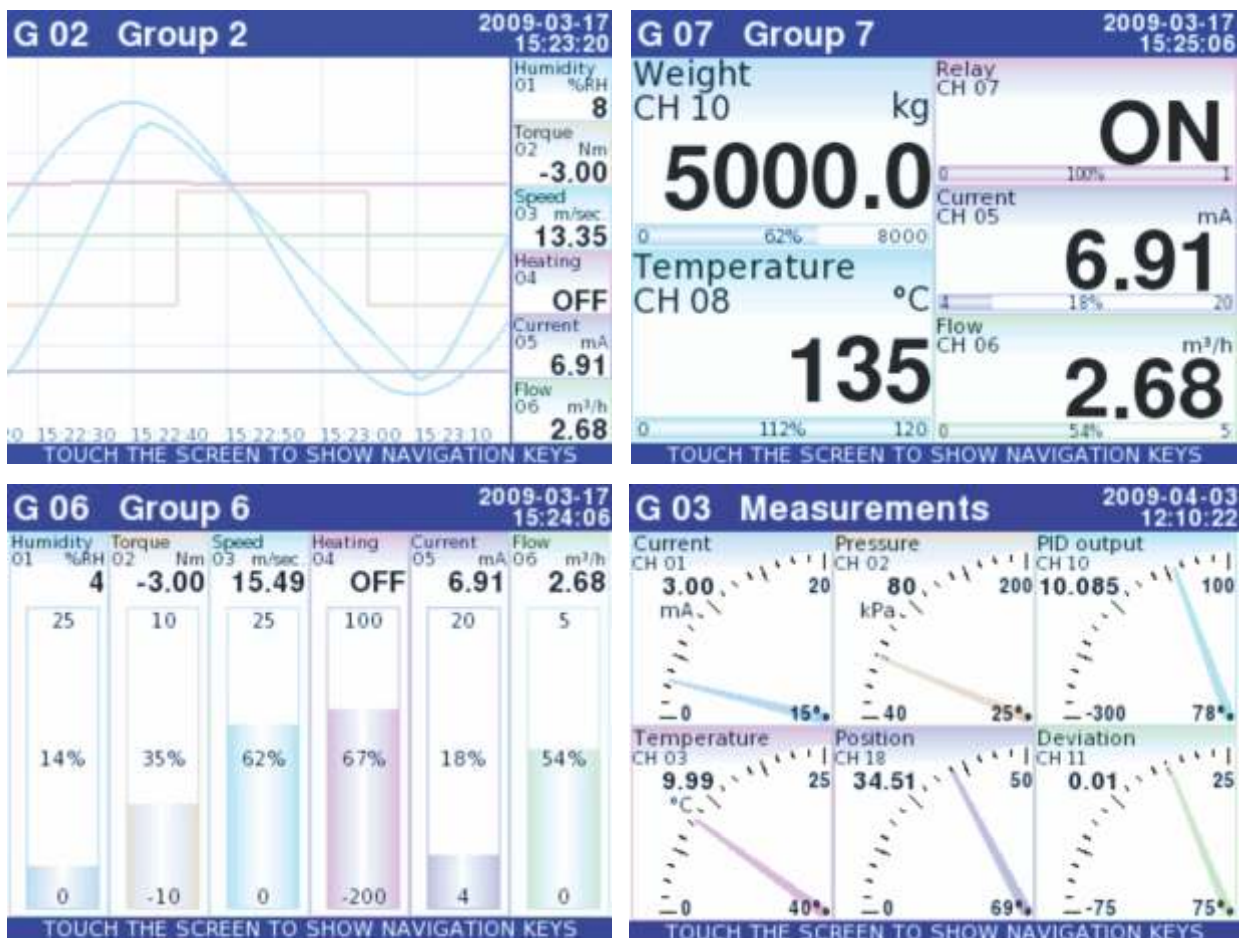 G 02 Group 2 2009-03-17
15:23:20
Humidity
01 %RH
8
Torque
02 Nm
-3.00
Speed
03 m/sec.
13.35
Heating
04
OFF
Current
05 mA
6.91
Flow
06 m³/h
2.68
0 15:22:30 15:22:40 15:22:50 15:23:00 15:23:10
TOUCH THE SCREEN TO SHOW NAVIGATION KEYS
G 07 Group 7 2009-03-17
15:25:06
Weight
CH 10 kg
5000.0
0 62% 8000
Temperature
CH 08 °C
135
0 112% 120
Relay
CH 07
ON
0 100% 1
Current
CH 05 mA
6.91
4 18% 20
Flow
CH 06 m³/h
2.68
0 54% 5
TOUCH THE SCREEN TO SHOW NAVIGATION KEYS
G 06 Group 6 2009-03-17
15:24:06
Humidity Torque Speed Heating Current Flow
01 %RH 02 Nm 03 m/sec. 04 05 mA 06 m³/h
4 -3.00 15.49 OFF 6.91 2.68
25 10 25 100 20 5
14% 35% 62% 67% 18% 54%
0 -10 0 -200 4 0
TOUCH THE SCREEN TO SHOW NAVIGATION KEYS
G 03 Measurements 2009-04-03
12:10:22
Current
CH 01
3.00 20
mA
0 15%
Pressure
CH 02
80 200
kPa
40 25%
PID output
CH 10
10.085 100
-300 78%
Temperature
CH 03
9.99 25
°C
0 40%
Position
CH 18
34.51 50
0 69%
Deviation
CH 11
0.01 25
-75 75%
TOUCH THE SCREEN TO SHOW NAVIGATION KEYS